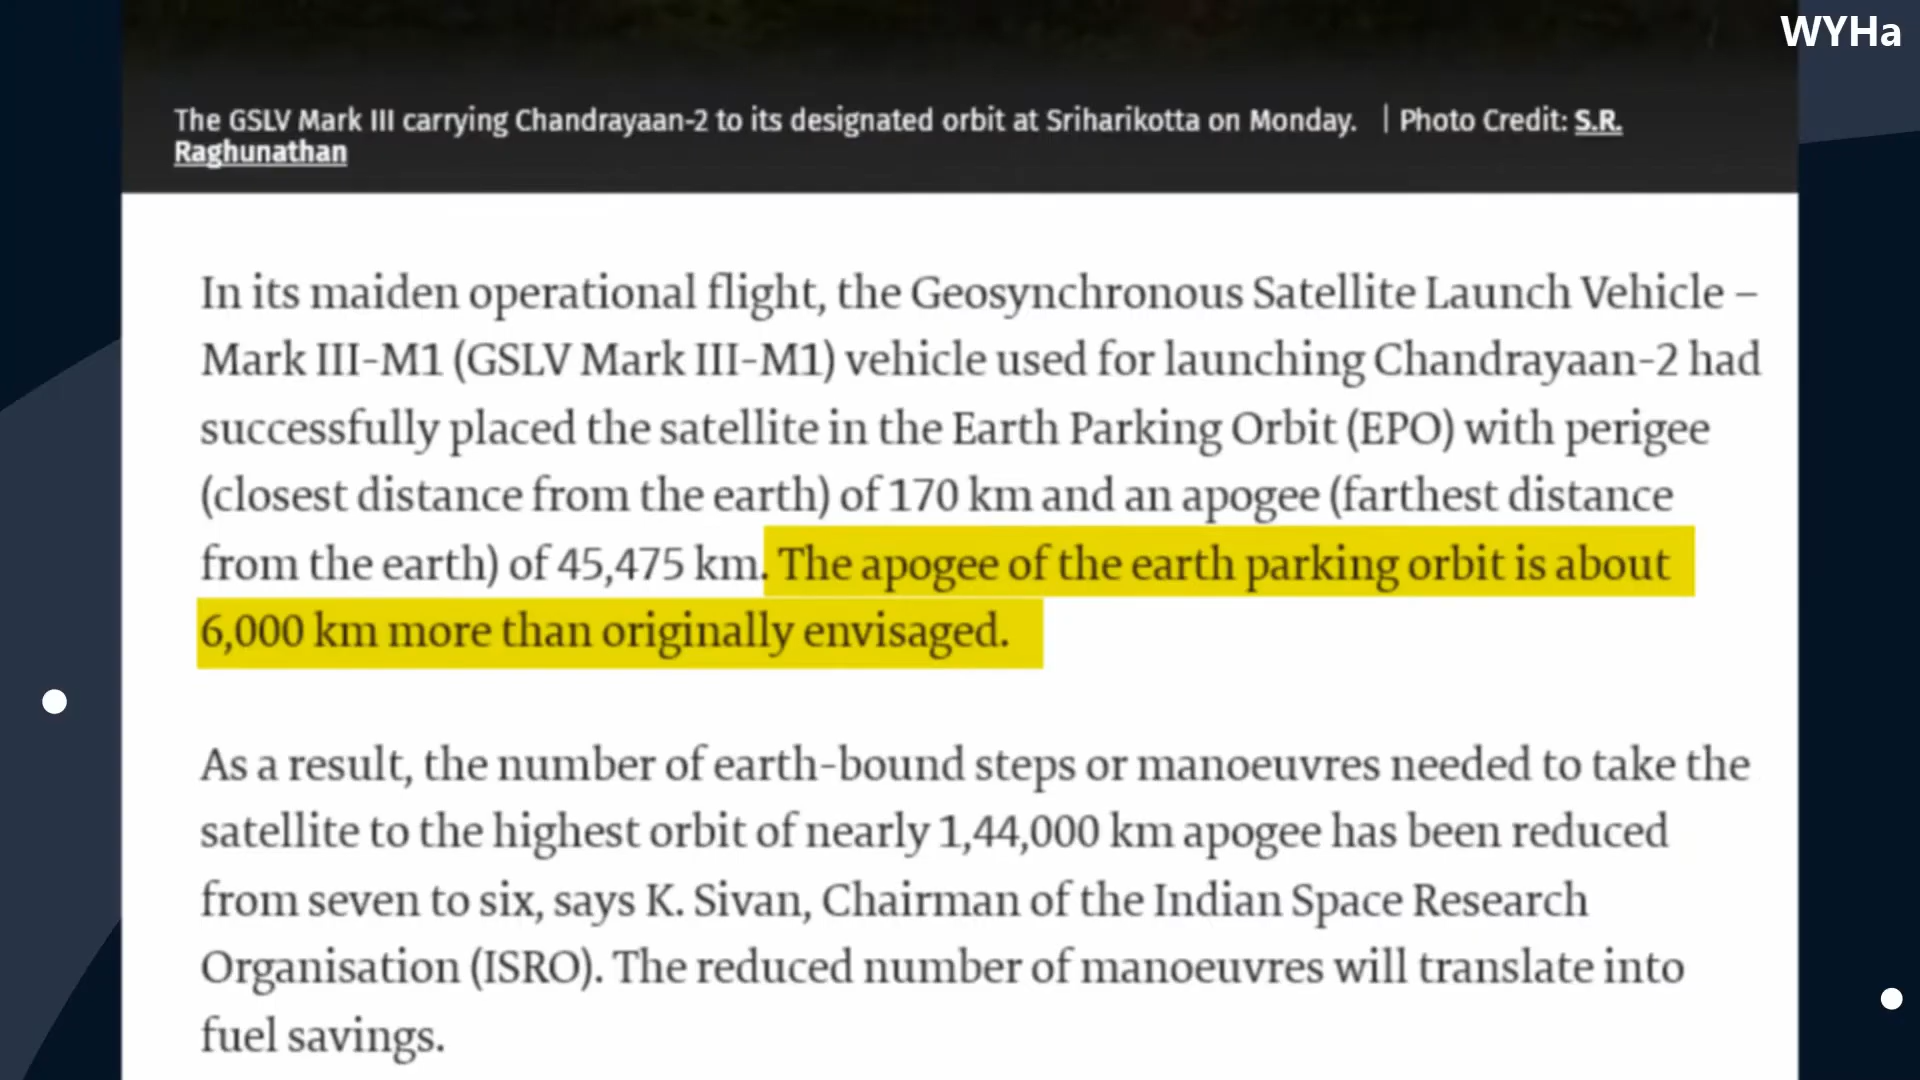 WYHa
The GSLV Mark III carrying Chandrayaan-2 to its designated orbit at Sriharikotta on Monday. | Photo Credit: S.R.
Raghunathan
In its maiden operational flight, the Geosynchronous Satellite Launch Vehicle –
Mark III-M1 (GSLV Mark III-M1) vehicle used for launching Chandrayaan-2 had
successfully placed the satellite in the Earth Parking Orbit (EPO) with perigee
(closest distance from the earth) of 170 km and an apogee (farthest distance
from the earth) of 45,475 km. The apogee of the earth parking orbit is about
6,000 km more than originally envisaged.
As a result, the number of earth-bound steps or manoeuvres needed to take the
satellite to the highest orbit of nearly 1,44,000 km apogee has been reduced
from seven to six, says K. Sivan, Chairman of the Indian Space Research
Organisation (ISRO). The reduced number of manoeuvres will translate into
fuel savings.